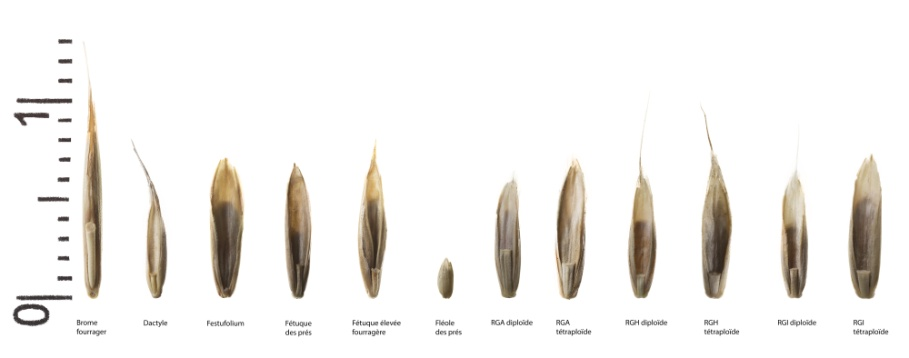 1
0
Brome
fourrager
Dactyle
Festufolium
Fétuque
des prés
Fétuque élevée
fourragère
Fléole
des prés
RGA diploïde
RGA
tétraploïde
RGH diploïde
RGH
tétraploïde
RGI diploïde
RGI
tétraploïde